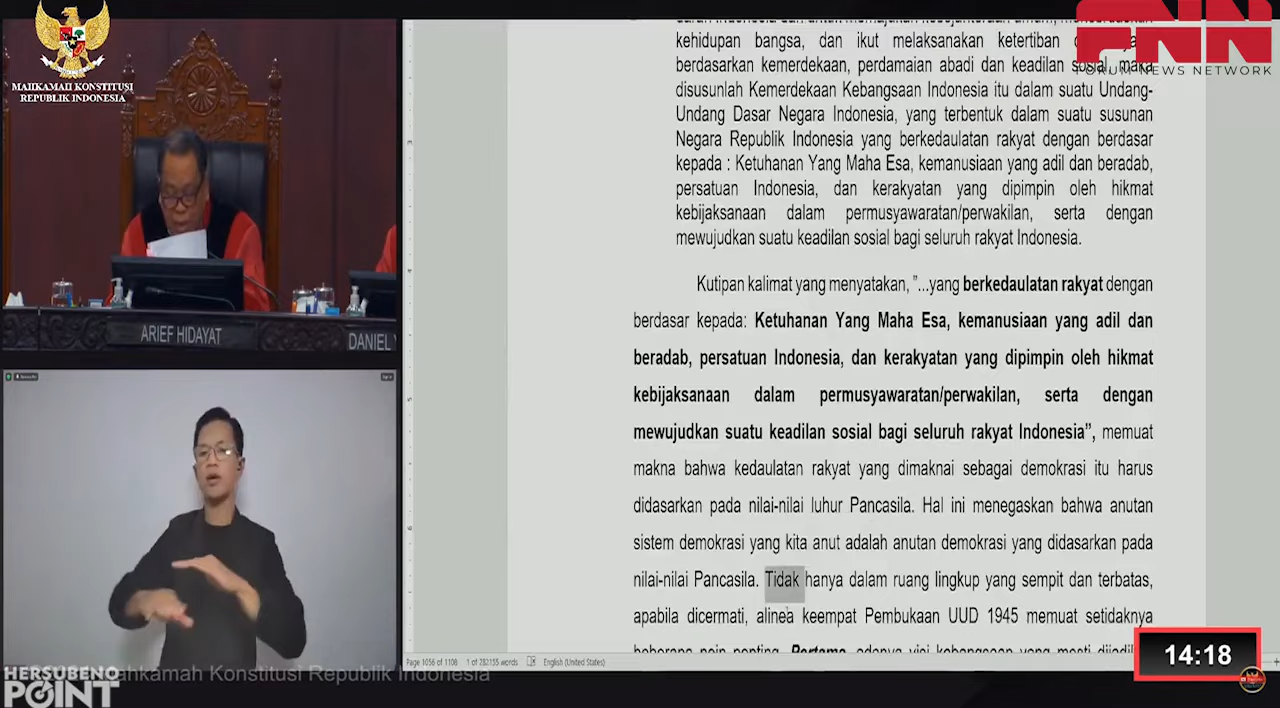 MAHKAMAH KONSTITUSI
REPUBLIK INDONESIA
FNN
FORUM NEWS NETWORK
kehidupan bangsa, dan ikut melaksanakan ketertiban
berdasarkan kemerdekaan, perdamaian abadi dan keadilan sosial, maka
disusunlah Kemerdekaan Kebangsaan Indonesia itu dalam suatu Undang-
Undang Dasar Negara Indonesia, yang terbentuk dalam suatu susunan
Negara Republik Indonesia yang berkedaulatan rakyat dengan berdasar
kepada : Ketuhanan Yang Maha Esa, kemanusiaan yang adil dan beradab,
persatuan Indonesia, dan kerakyatan yang dipimpin oleh hikmat
kebijaksanaan dalam permusyawaratan/perwakilan, serta dengan
mewujudkan suatu keadilan sosial bagi seluruh rakyat Indonesia.
Kutipan kalimat yang menyatakan, ”...yang berkedaulatan rakyat dengan
berdasar kepada: Ketuhanan Yang Maha Esa, kemanusiaan yang adil dan
beradab, persatuan Indonesia, dan kerakyatan yang dipimpin oleh hikmat
kebijaksanaan dalam permusyawaratan/perwakilan, serta dengan
mewujudkan suatu keadilan sosial bagi seluruh rakyat Indonesia”, memuat
makna bahwa kedaulatan rakyat yang dimaknai sebagai demokrasi itu harus
didasarkan pada nilai-nilai luhur Pancasila. Hal ini menegaskan bahwa anutan
sistem demokrasi yang kita anut adalah anutan demokrasi yang didasarkan pada
nilai-nilai Pancasila. Tidak hanya dalam ruang lingkup yang sempit dan terbatas,
apabila dicermati, alinea keempat Pembukaan UUD 1945 memuat setidaknya
Page 1056 of 1108 1 of 282155 words English (United States)
ARIEF HIDAYAT
DANIEL Y
HERSUBENO
POINT
ahkamah Konstitusi Republik Indonesia
14:18